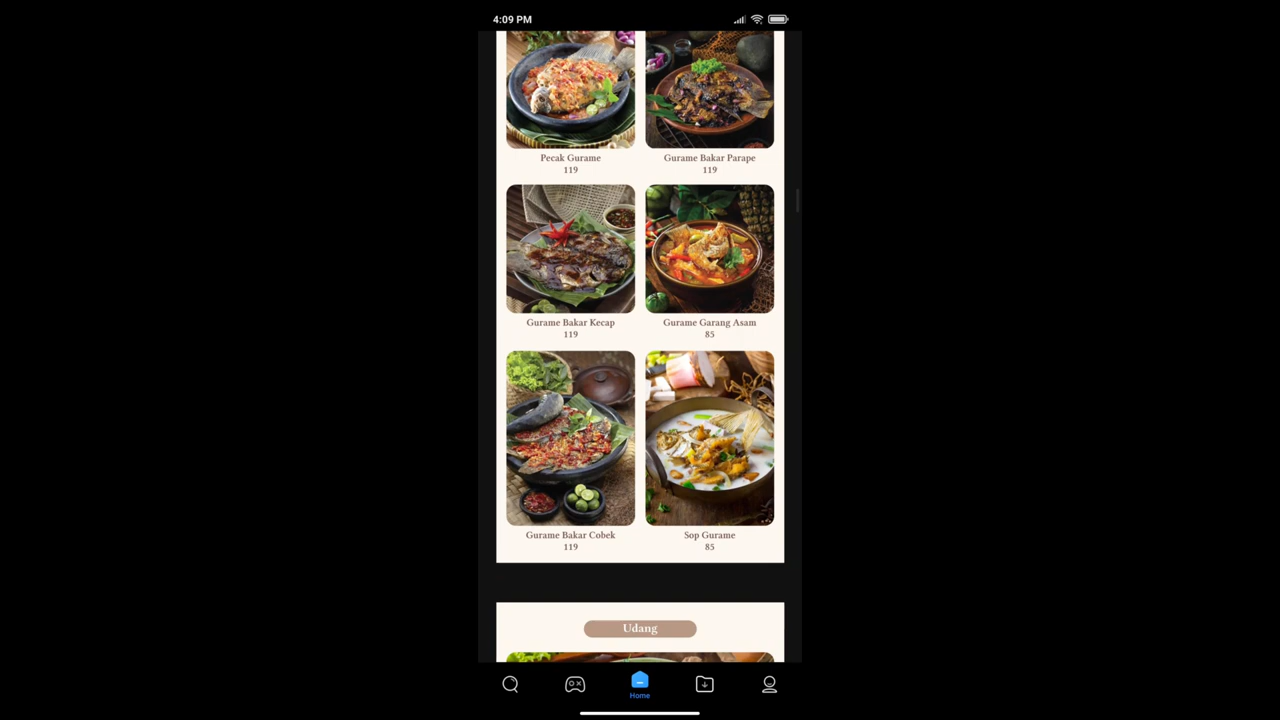 4:09 PM
Pecak Gurame
119
Gurame Bakar Parape
119
Gurame Bakar Kecap
119
Gurame Garang Asam
85
Gurame Bakar Cobek
119
Sop Gurame
85
Udang
Home